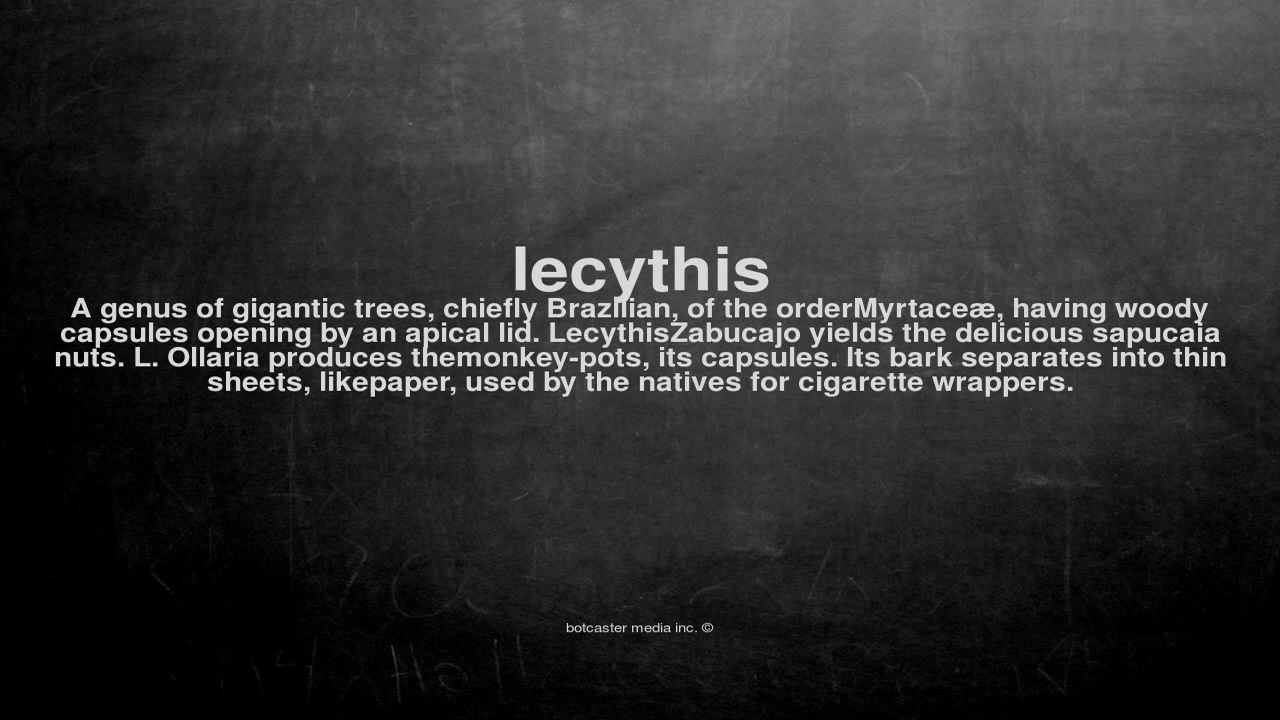 lecythis
A genus of gigantic trees, chiefly Brazilian, of the orderMyrtaceæ, having woody
capsules opening by an apical lid. LecythisZabucajo yields the delicious sapucaia
nuts. L. Ollaria produces themonkey-pots, its capsules. Its bark separates into thin
sheets, likepaper, used by the natives for cigarette wrappers.
botcaster media inc. ©